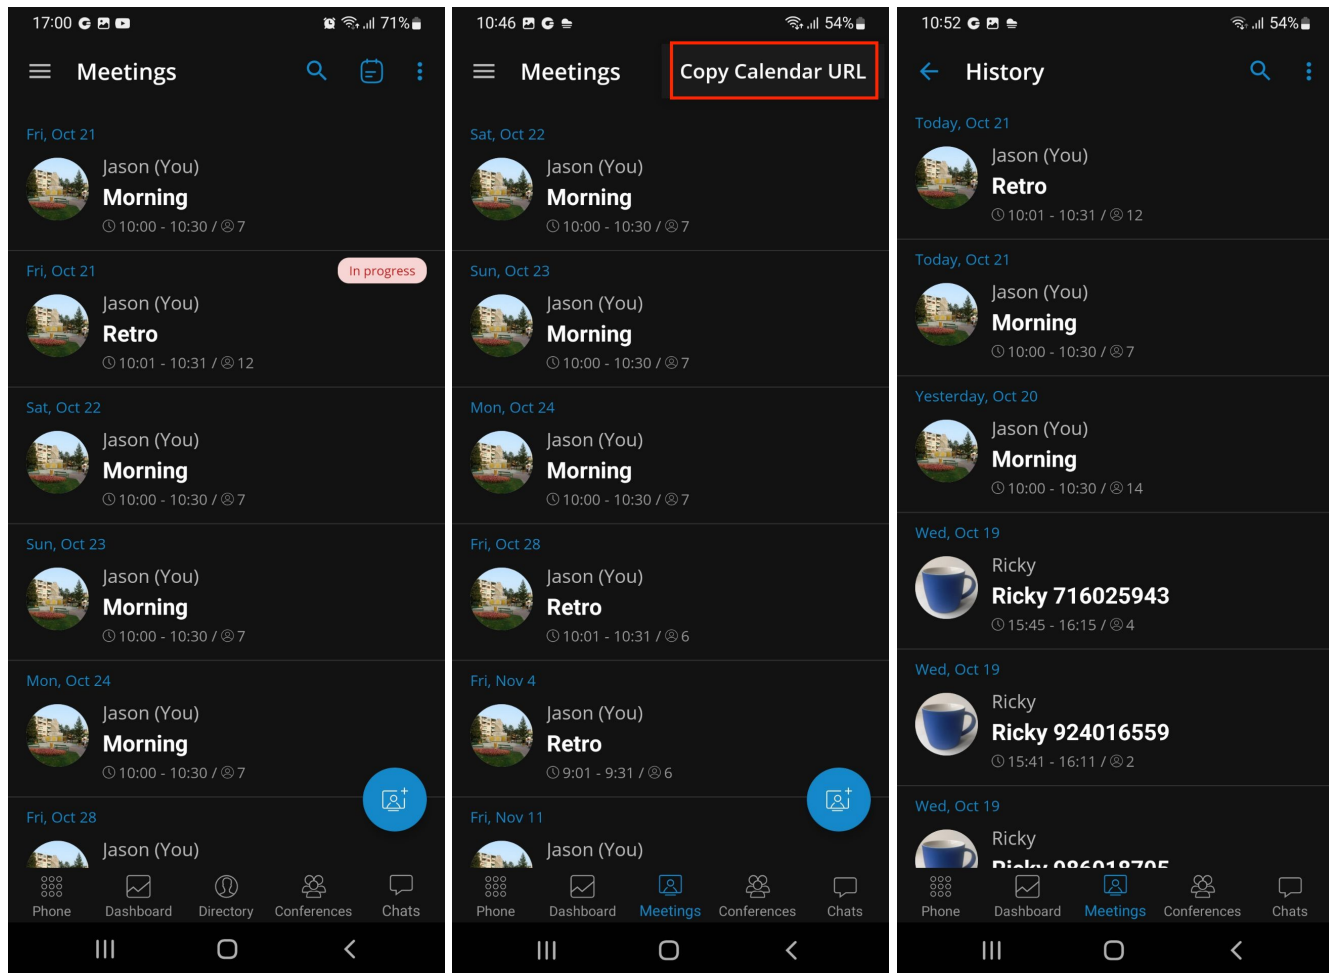 17:00
71%
Meetings
Fri, Oct 21
Jason (You)
Morning
10:00 - 10:30 / 7
Fri, Oct 21
In progress
Jason (You)
Retro
10:01 - 10:31 / 12
Sat, Oct 22
Jason (You)
Morning
10:00 - 10:30 / 7
Sun, Oct 23
Jason (You)
Morning
10:00 - 10:30 / 7
Mon, Oct 24
Jason (You)
Morning
10:00 - 10:30 / 7
Fri, Oct 28
Jason (You)
Phone
Dashboard
Directory
Conferences
Chats
10:46
54%
Meetings
Copy Calendar URL
Sat, Oct 22
Jason (You)
Morning
10:00 - 10:30 / 7
Sun, Oct 23
Jason (You)
Morning
10:00 - 10:30 / 7
Mon, Oct 24
Jason (You)
Morning
10:00 - 10:30 / 7
Fri, Oct 28
Jason (You)
Retro
10:01 - 10:31 / 6
Fri, Nov 4
Jason (You)
Retro
9:01 - 9:31 / 6
Fri, Nov 11
Jason (You)
Phone
Dashboard
Meetings
Conferences
Chats
10:52
54%
History
Today, Oct 21
Jason (You)
Retro
10:01 - 10:31 / 12
Today, Oct 21
Jason (You)
Morning
10:00 - 10:30 / 7
Yesterday, Oct 20
Jason (You)
Morning
10:00 - 10:30 / 14
Wed, Oct 19
Ricky
Ricky 716025943
15:45 - 16:15 / 4
Wed, Oct 19
Ricky
Ricky 924016559
15:41 - 16:11 / 2
Wed, Oct 19
Ricky
Ricky
Phone
Dashboard
Meetings
Conferences
Chats